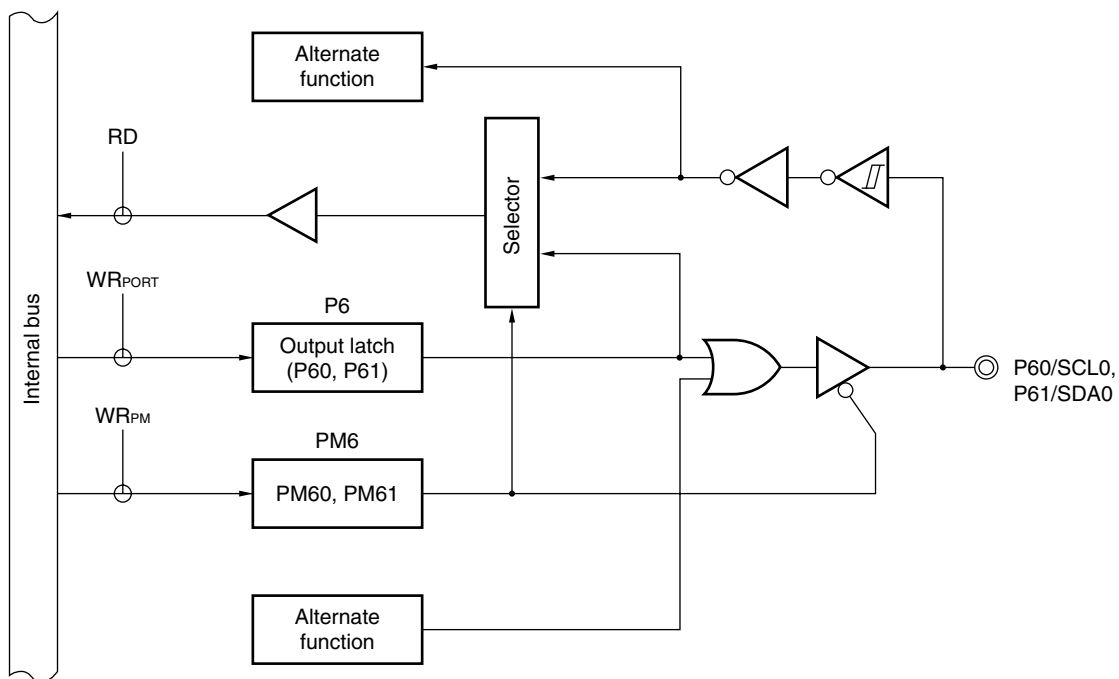 Alternate
function
RD
Selector
WRPORT
P6
Internal bus
Output latch
(P60, P61)
P60/SCL0,
P61/SDA0
WRPM
PM6
PM60, PM61
Alternate
function